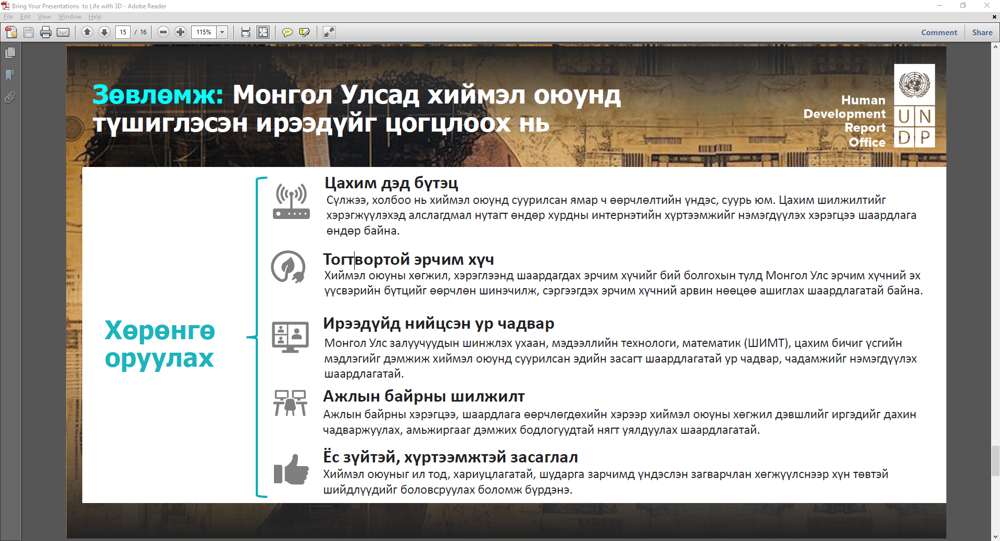 Bring Your Presentations  to Life with 3D - Adobe Reader
File Edit View Window Help
15 / 16 115% Comment Share
Зөвлөмж: Монгол Улсад хиймэл оюунд
түшиглэсэн ирээдүйг цогцлоох нь
Human
Development
Report
Office
U N
D P
Хөрөнгө
оруулах
Цахим дэд бүтэц
Сүлжээ, холбоо нь хиймэл оюунд суурилсан ямар ч өөрчлөлтийн үндэс, суурь юм. Цахим шилжилтийг
хэрэгжүүлэхэд алслагдмал нутагт өндөр хурдны интернэтийн хүртээмжийг нэмэгдүүлэх хэрэгцээ шаардлага
өндөр байна.
Тогтвортой эрчим хүч
Хиймэл оюуны хөгжил, хэрэглээнд шаардагдах эрчим хүчийг бий болгохын тулд Монгол Улс эрчим хүчний эх
үүсвэрийн бүтцийг өөрчлөн шинэчилж, сэргээгдэх эрчим хүчний арвин нөөцөө ашиглах шаардлагатай байна.
Ирээдүйд нийцсэн ур чадвар
Монгол Улс залуучуудын шинжлэх ухаан, мэдээллийн технологи, математик (ШИМТ), цахим бичиг үсгийн
мэдлэгийг дэмжиж хиймэл оюунд суурилсан эдийн засагт шаардлагатай ур чадвар, чадамжийг нэмэгдүүлэх
шаардлагатай.
Ажлын байрны шилжилт
Ажлын байрны хэрэгцээ, шаардлага өөрчлөгдөхийн хэрээр хиймэл оюуны хөгжил дэвшлийг иргэдийг дахин
чадваржуулах, амьжиргааг дэмжих бодлогуудтай нягт уялдуулах шаардлагатай.
Ёс зүйтэй, хүртээмжтэй засаглал
Хиймэл оюуныг ил тод, хариуцлагатай, шударга зарчимд үндэслэн загварчлан хөгжүүлснээр хүн төвтэй
шийдлүүдийг боловсруулах боломж бүрдэнэ.